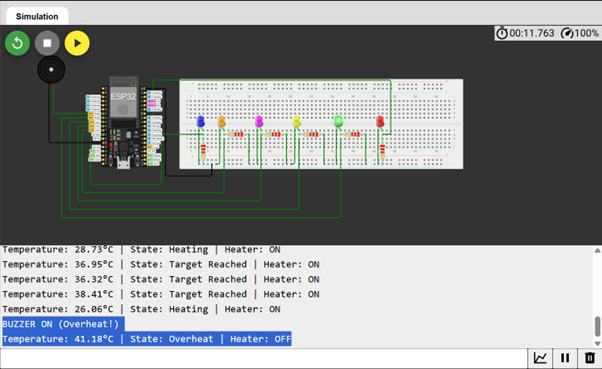 Simulation
00:11.763 100%
ESP32
Temperature: 28.73°C | State: Heating | Heater: ON
Temperature: 36.95°C | State: Target Reached | Heater: ON
Temperature: 36.32°C | State: Target Reached | Heater: ON
Temperature: 38.41°C | State: Target Reached | Heater: ON
Temperature: 26.06°C | State: Heating | Heater: ON
BUZZER ON (Overheat!)
Temperature: 41.18°C | State: Overheat | Heater: OFF